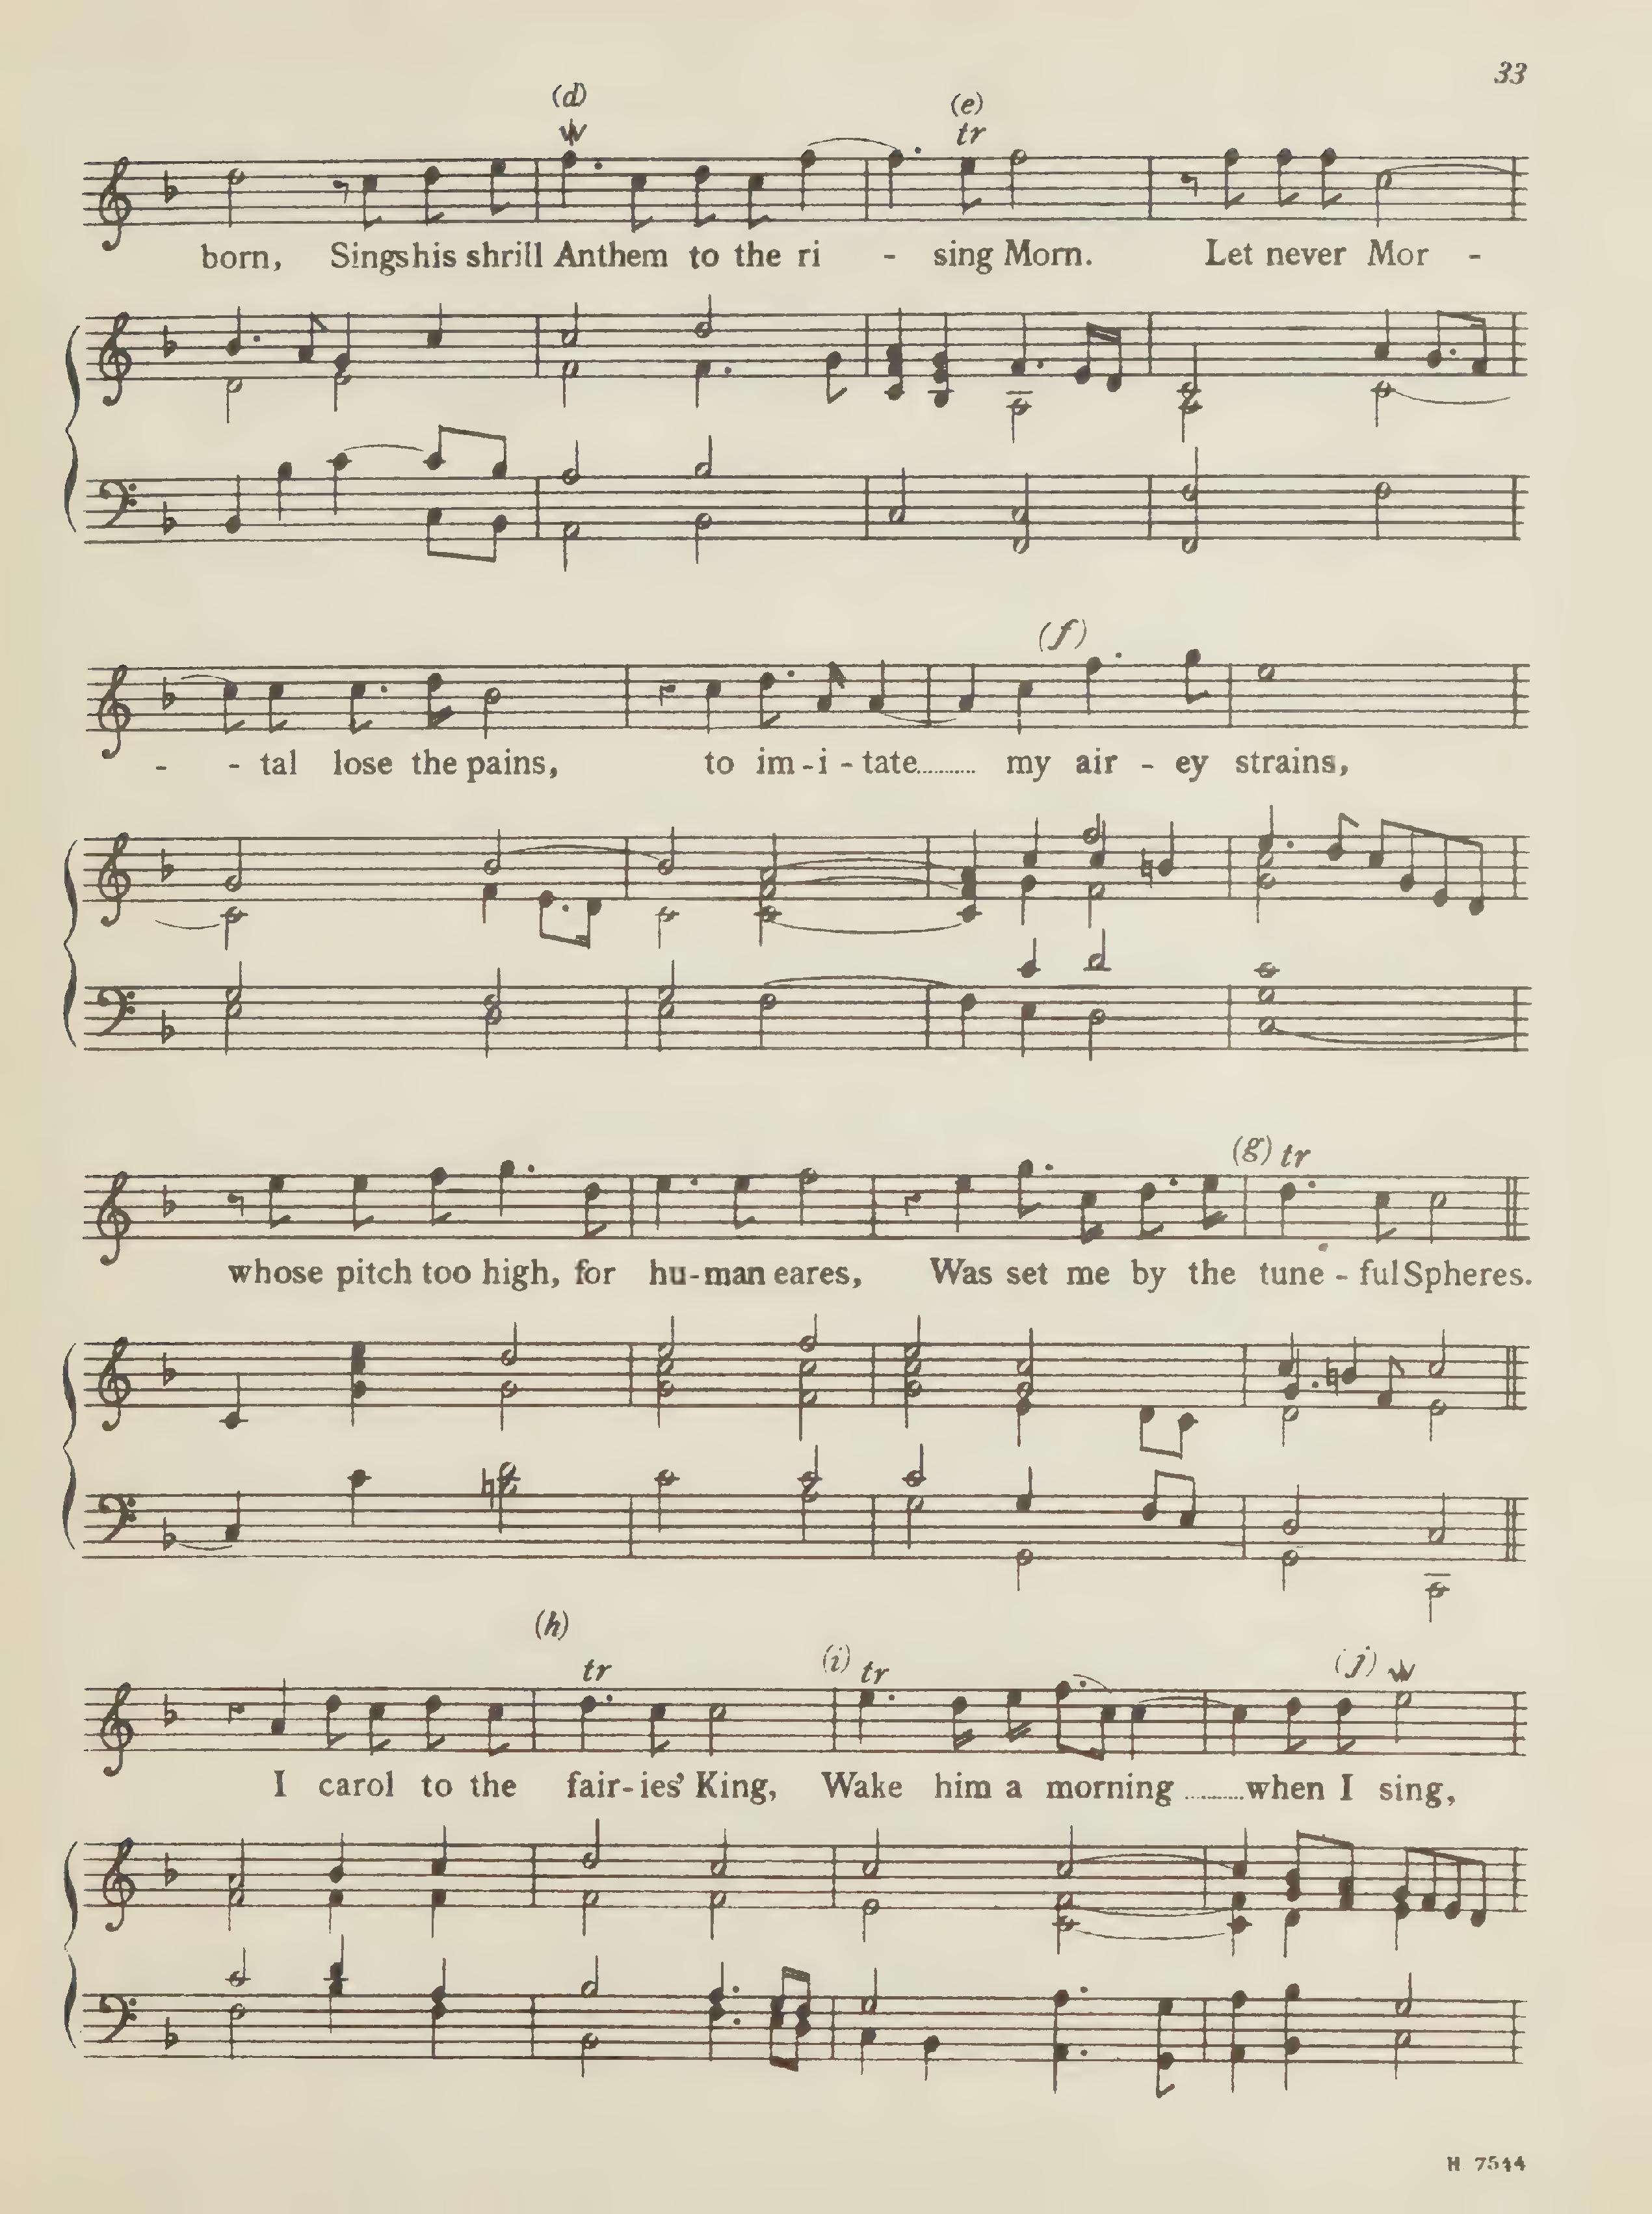 33
(d)
(e)
tr
born, Sings his shrill Anthem to the ri - sing Morn. Let never Mor -
(f)
- - tal lose the pains, to im-i-tate.......... my air - ey strains,
(g) tr
whose pitch too high, for hu-man eares, Was set me by the tune - ful Spheres.
(h)
tr
(i) tr
(j)
I carol to the fair-ies' King, Wake him a morning .........when I sing,
H 7544